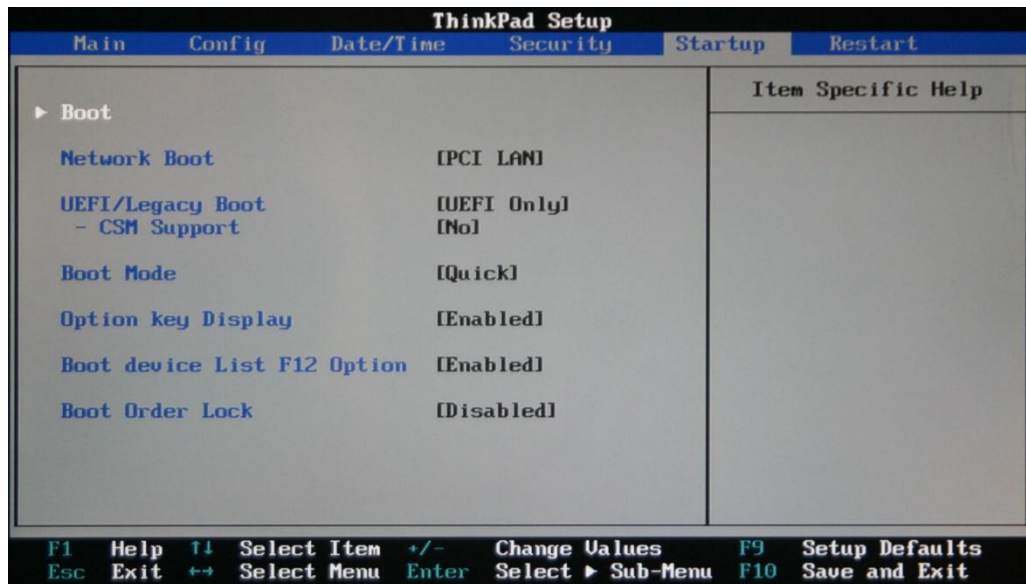 ThinkPad Setup
Main Config Date/Time Security Startup Restart
Item Specific Help
▶ Boot
Network Boot [PCI LAN]
UEFI/Legacy Boot [UEFI Only]
- CSM Support [No]
Boot Mode [Quick]
Option key Display [Enabled]
Boot device List F12 Option [Enabled]
Boot Order Lock [Disabled]
F1 Help ↑↓ Select Item +/- Change Values F9 Setup Defaults
Esc Exit ←→ Select Menu Enter Select ▶ Sub-Menu F10 Save and Exit